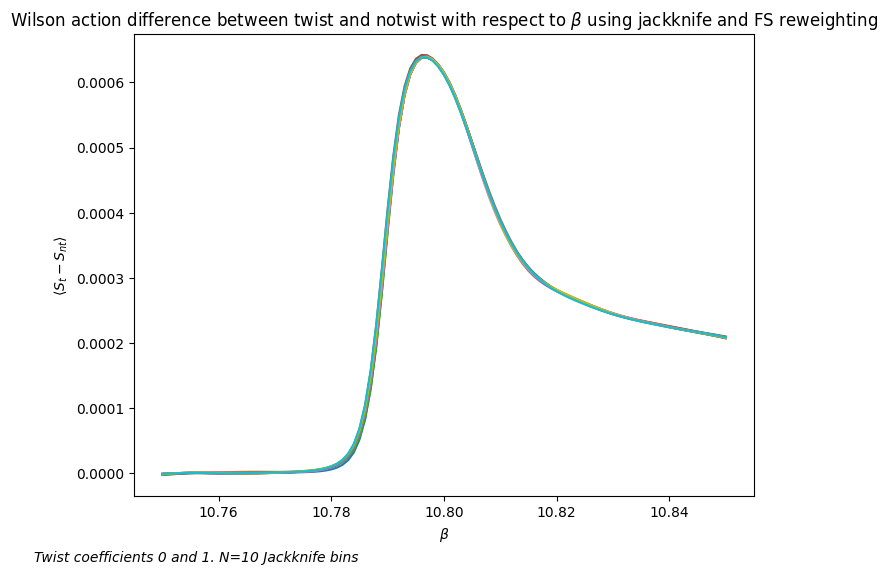 Wilson action difference between twist and notwist with respect to β using jackknife and FS reweighting
0.0006
0.0005
0.0004
0.0003
0.0002
0.0001
0.0000
⟨S_t − S_nt⟩
10.76 10.78 10.80 10.82 10.84
β
Twist coefficients 0 and 1. N=10 Jackknife bins